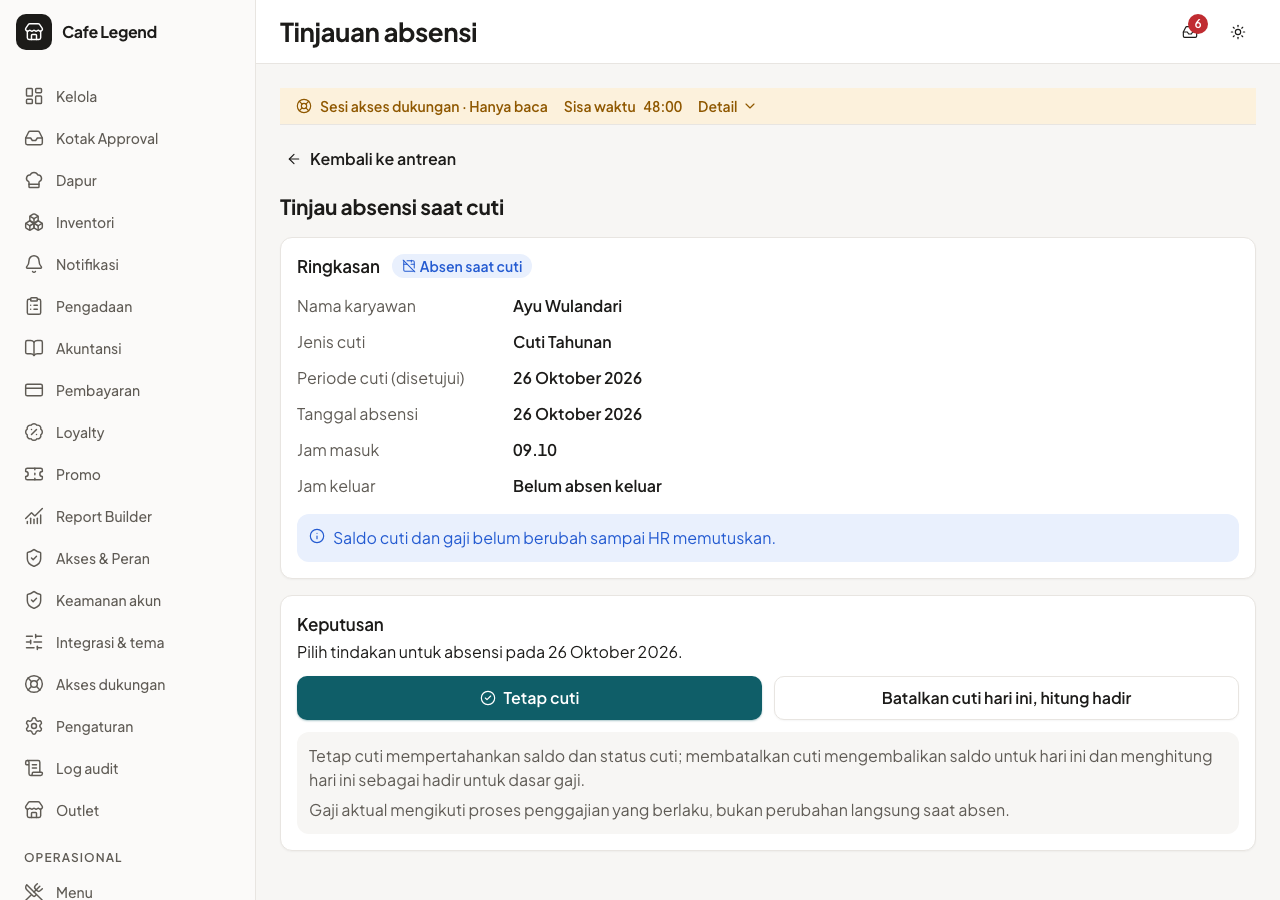 Cafe Legend
Kelola
Kotak Approval
Dapur
Inventori
Notifikasi
Pengadaan
Akuntansi
Pembayaran
Loyalty
Promo
Report Builder
Akses & Peran
Keamanan akun
Integrasi & tema
Akses dukungan
Pengaturan
Log audit
Outlet
OPERASIONAL
Menu
Tinjauan absensi
6
Sesi akses dukungan · Hanya baca Sisa waktu 48:00 Detail
Kembali ke antrean
Tinjau absensi saat cuti
Ringkasan Absen saat cuti
Nama karyawan Ayu Wulandari
Jenis cuti Cuti Tahunan
Periode cuti (disetujui) 26 Oktober 2026
Tanggal absensi 26 Oktober 2026
Jam masuk 09.10
Jam keluar Belum absen keluar
Saldo cuti dan gaji belum berubah sampai HR memutuskan.
Keputusan
Pilih tindakan untuk absensi pada 26 Oktober 2026.
Tetap cuti Batalkan cuti hari ini, hitung hadir
Tetap cuti mempertahankan saldo dan status cuti; membatalkan cuti mengembalikan saldo untuk hari ini dan menghitung
hari ini sebagai hadir untuk dasar gaji.
Gaji aktual mengikuti proses penggajian yang berlaku, bukan perubahan langsung saat absen.